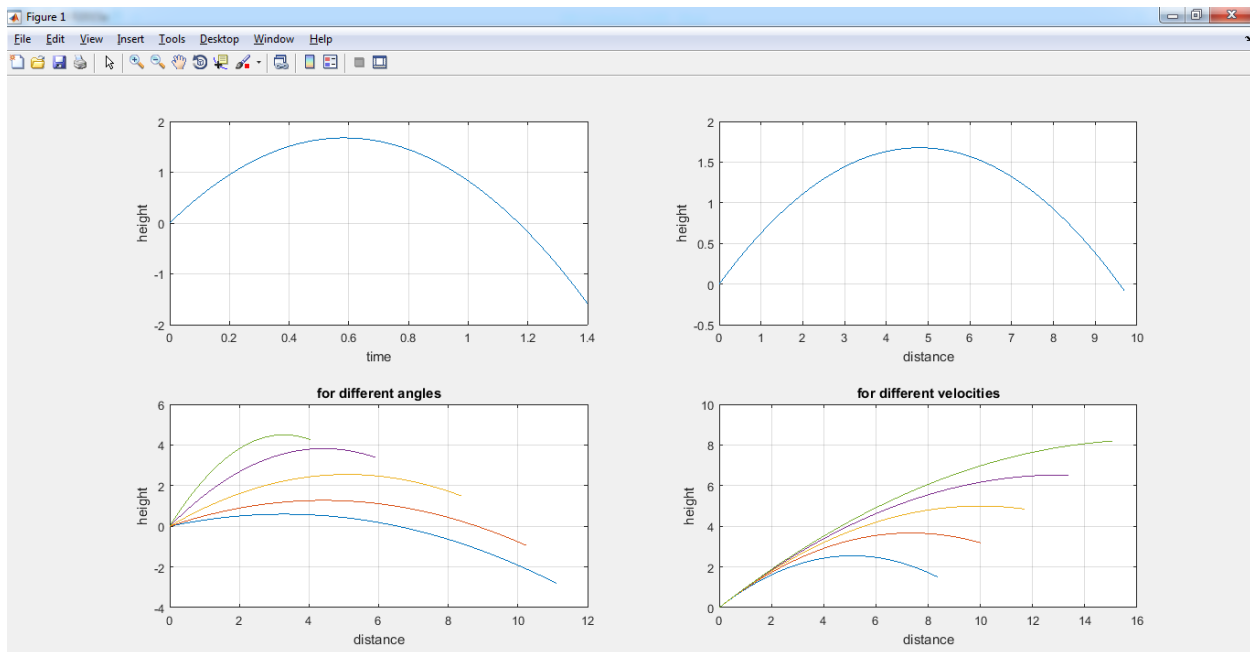 Figure 1
File Edit View Insert Tools Desktop Window Help
2
1
0
-1
-2
height
0 0.2 0.4 0.6 0.8 1 1.2 1.4
time
2
1.5
1
0.5
0
-0.5
height
0 1 2 3 4 5 6 7 8 9 10
distance
for different angles
6
4
2
0
-2
-4
height
0 2 4 6 8 10 12
distance
for different velocities
10
8
6
4
2
0
height
0 2 4 6 8 10 12 14 16
distance